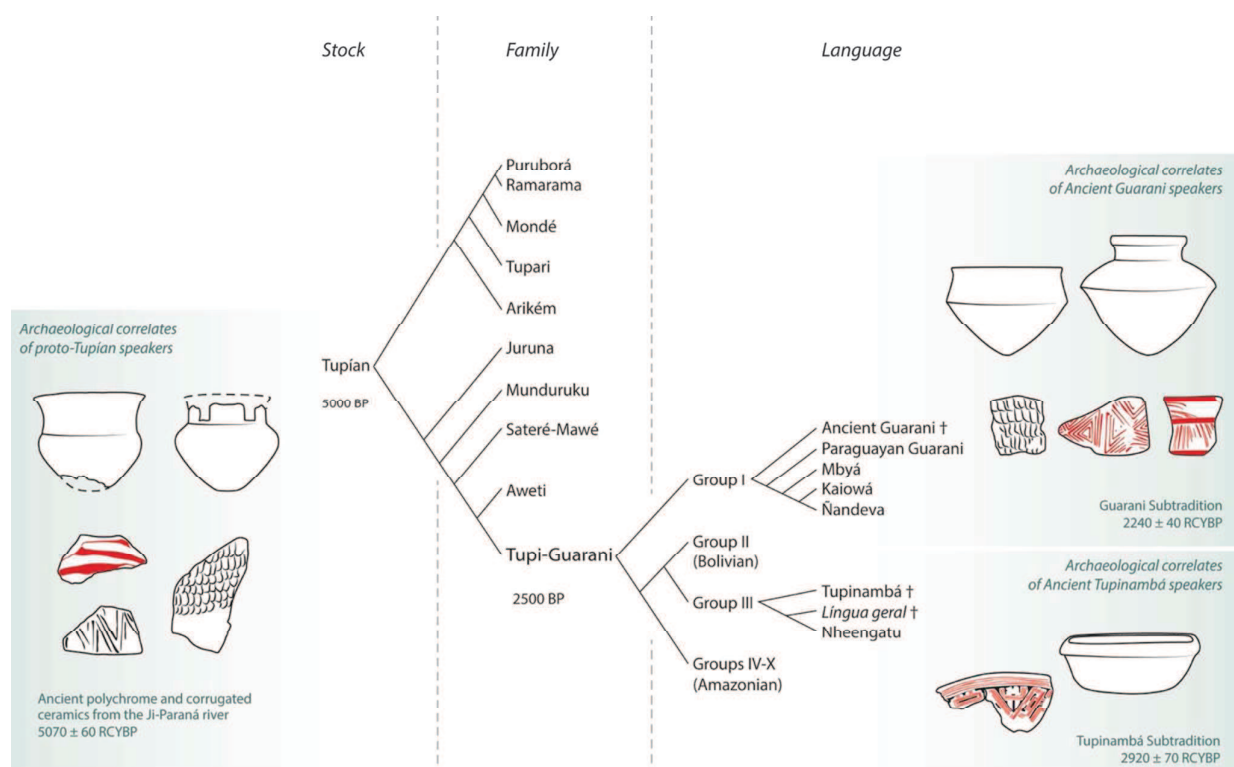 Stock
Family
Language
Puruborá
Ramarama
Mondé
Tupari
Arikém
Juruna
Munduruku
Sateré-Mawé
Aweti
Tupi-Guarani
2500 BP
Tupían
5000 BP
Archaeological correlates
of proto-Tupían speakers
Ancient polychrome and corrugated
ceramics from the Ji-Paraná river
5070 ± 60 RCYBP
Group I
Group II
(Bolivian)
Group III
Groups IV-X
(Amazonian)
Ancient Guarani †
Paraguayan Guarani
Mbyá
Kaiowá
Ñandeva
Tupinambá †
Língua geral †
Nheengatu
Archaeological correlates
of Ancient Guarani speakers
Guarani Subtradition
2240 ± 40 RCYBP
Archaeological correlates
of Ancient Tupinambá speakers
Tupinambá Subtradition
2920 ± 70 RCYBP